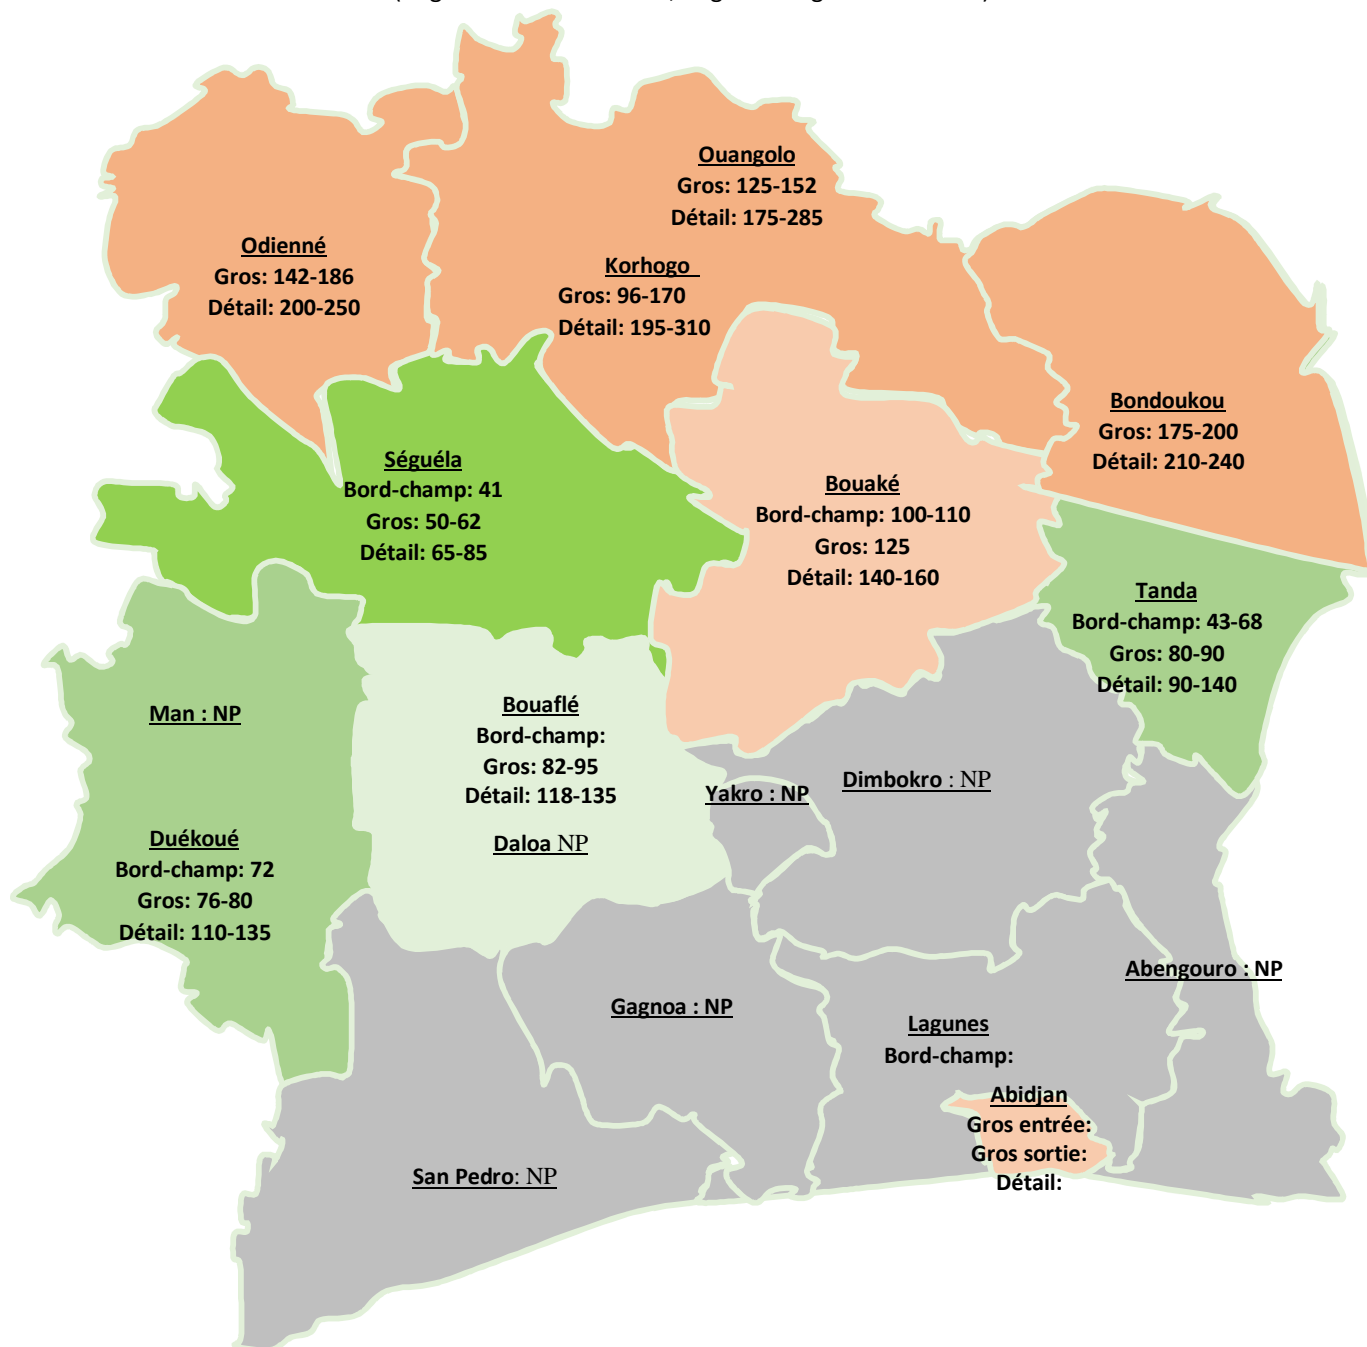 Ouangolo
Gros: 125-152
Détail: 175-285
Odienné
Gros: 142-186
Détail: 200-250
Korhogo
Gros: 96-170
Détail: 195-310
Bondoukou
Gros: 175-200
Détail: 210-240
Séguéla
Bord-champ: 41
Gros: 50-62
Détail: 65-85
Bouaké
Bord-champ: 100-110
Gros: 125
Détail: 140-160
Tanda
Bord-champ: 43-68
Gros: 80-90
Détail: 90-140
Man : NP
Bouaflé
Bord-champ:
Gros: 82-95
Détail: 118-135
Daloa NP
Yakro : NP
Dimbokro : NP
Duékoué
Bord-champ: 72
Gros: 76-80
Détail: 110-135
Abengouro : NP
Gagnoa : NP
Lagunes
Bord-champ:
Abidjan
Gros entrée:
Gros sortie:
Détail:
San Pedro: NP